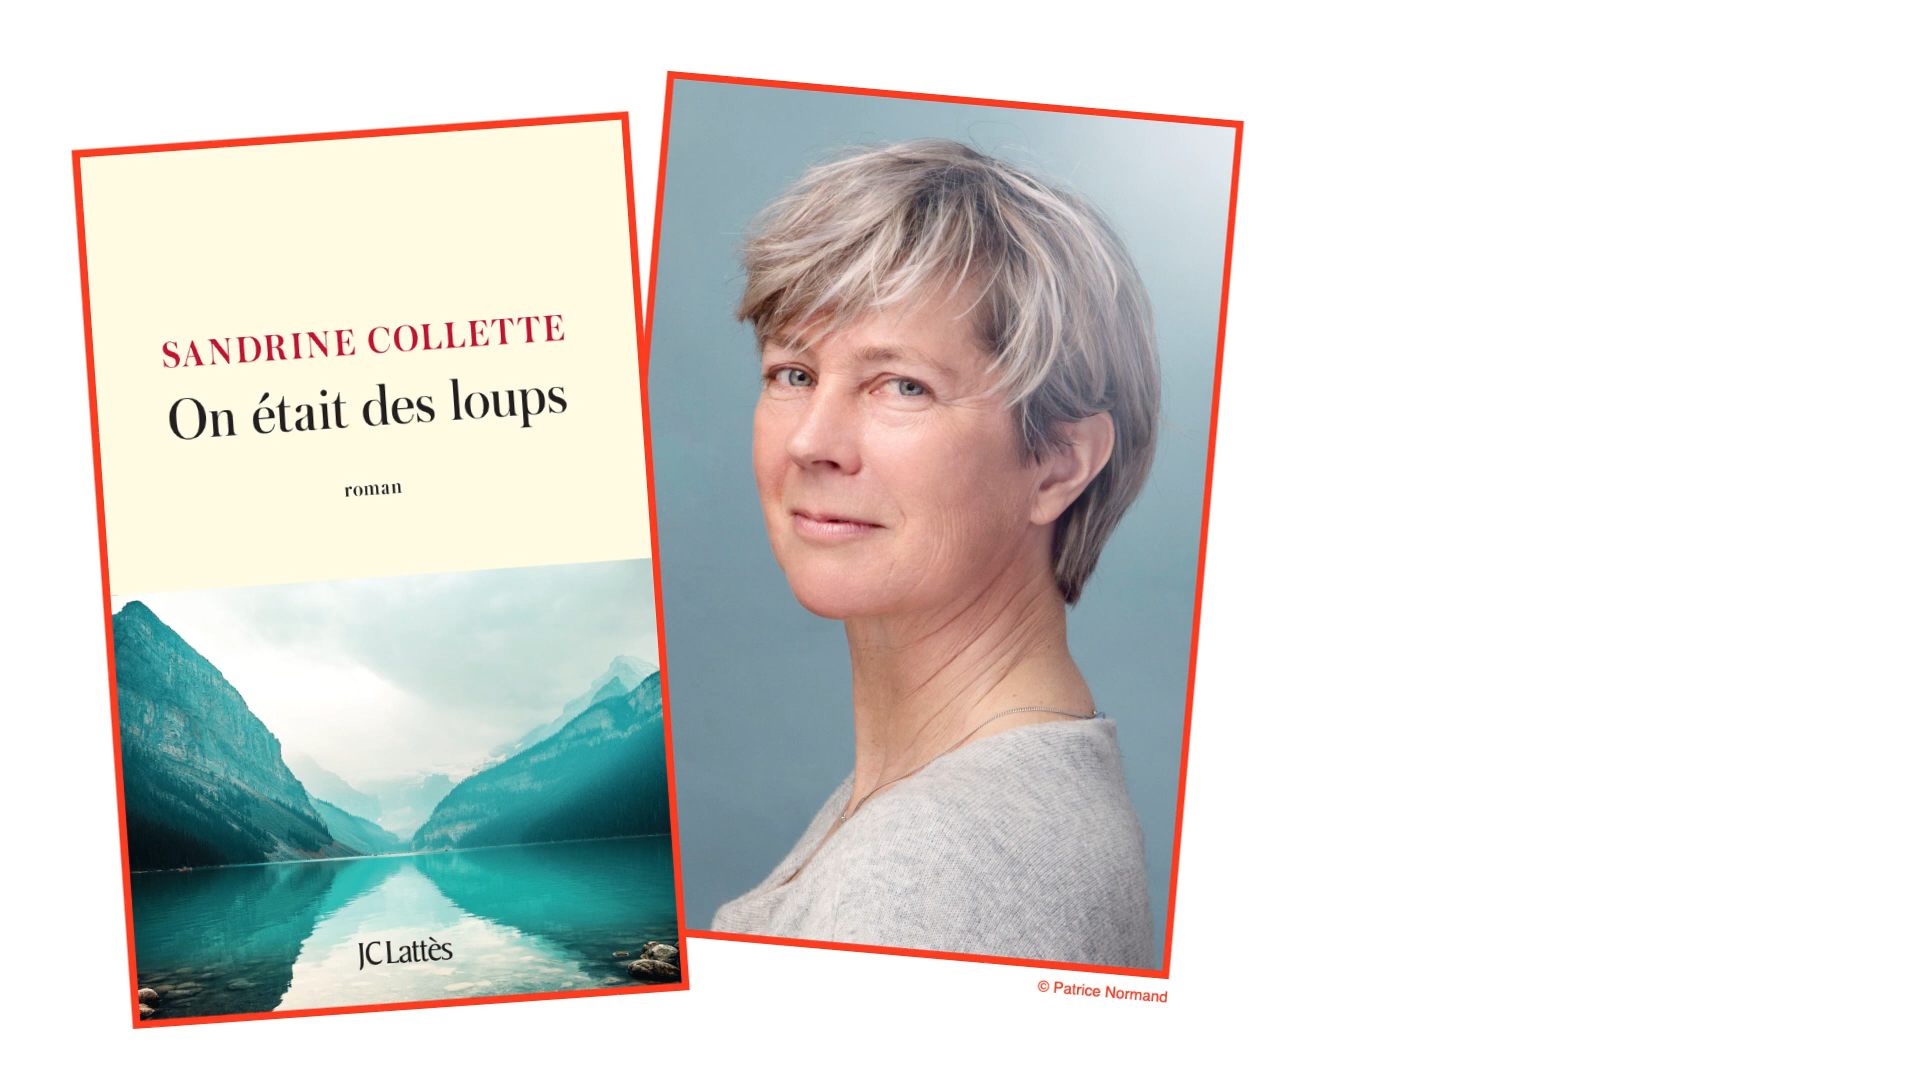 SANDRINE COLLETTE
On était des loups
roman
JC Lattès
© Patrice Normand